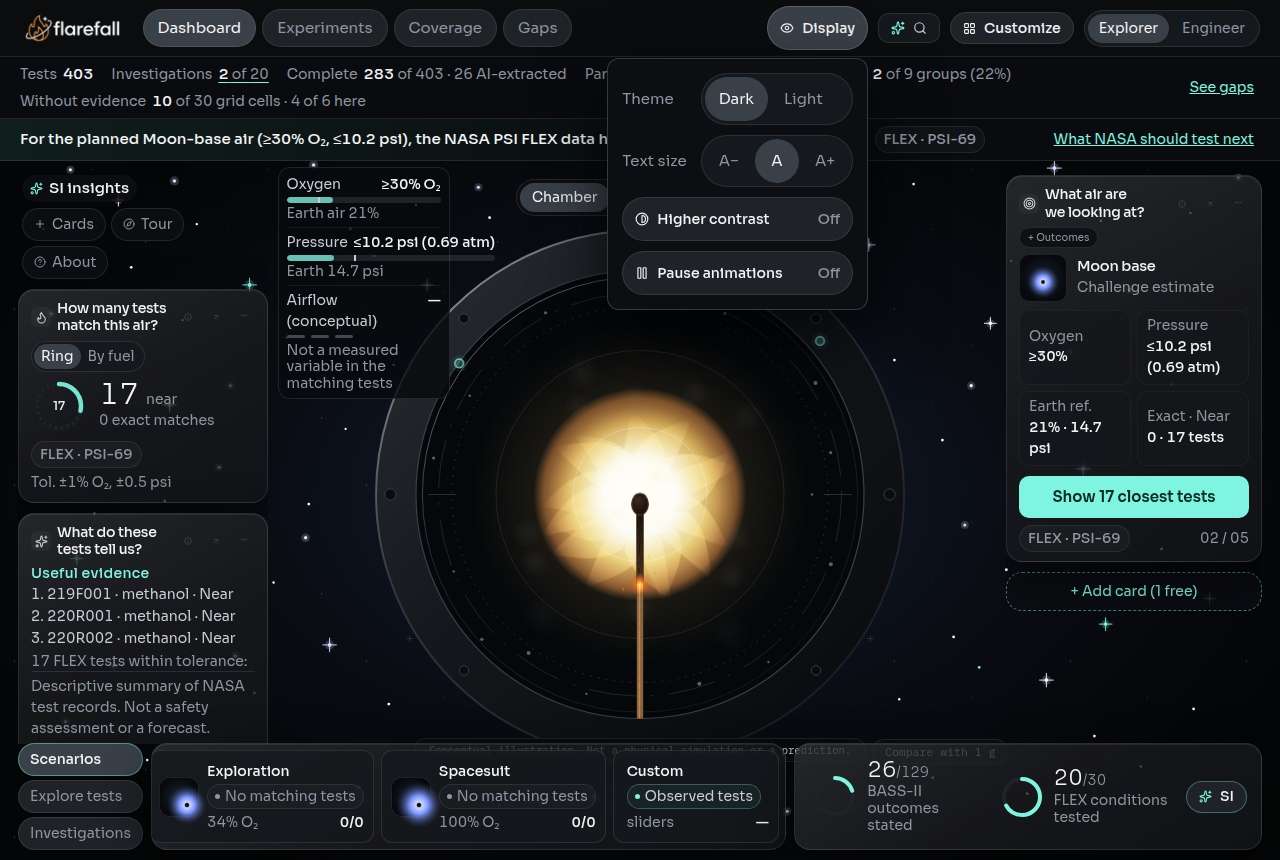 flarefall
Dashboard
Experiments
Coverage
Gaps
Display
Customize
Explorer
Engineer
Tests 403 Investigations 2 of 20 Complete 283 of 403 · 26 AI-extracted Par
2 of 9 groups (22%)
Without evidence 10 of 30 grid cells · 4 of 6 here
See gaps
For the planned Moon-base air (≥30% O₂, ≤10.2 psi), the NASA PSI FLEX data h
FLEX · PSI-69
What NASA should test next
Theme
Dark
Light
Text size
A−
A
A+
Higher contrast Off
Pause animations Off
SI insights
+ Cards
Tour
About
How many tests
match this air?
Ring
By fuel
17
17 near
0 exact matches
FLEX · PSI-69
Tol. ±1% O₂, ±0.5 psi
What do these
tests tell us?
Useful evidence
1. 219F001 · methanol · Near
2. 220R001 · methanol · Near
3. 220R002 · methanol · Near
17 FLEX tests within tolerance:
Descriptive summary of NASA
test records. Not a safety
assessment or a forecast.
Oxygen ≥30% O₂
Earth air 21%
Pressure ≤10.2 psi (0.69 atm)
Earth 14.7 psi
Airflow —
(conceptual)
Not a measured
variable in the
matching tests
Chamber
What air are
we looking at?
+ Outcomes
Moon base
Challenge estimate
Oxygen
≥30%
Pressure
≤10.2 psi
(0.69 atm)
Earth ref.
21% · 14.7
psi
Exact · Near
0 · 17 tests
Show 17 closest tests
FLEX · PSI-69
02 / 05
+ Add card (1 free)
Conceptual illustration. Not a physical simulation or a prediction.
Compare with 1 g
Scenarios
Explore tests
Investigations
Exploration
No matching tests
34% O₂ 0/0
Spacesuit
No matching tests
100% O₂ 0/0
Custom
Observed tests
sliders —
26/129
BASS-II
outcomes
stated
20/30
FLEX conditions
tested
SI